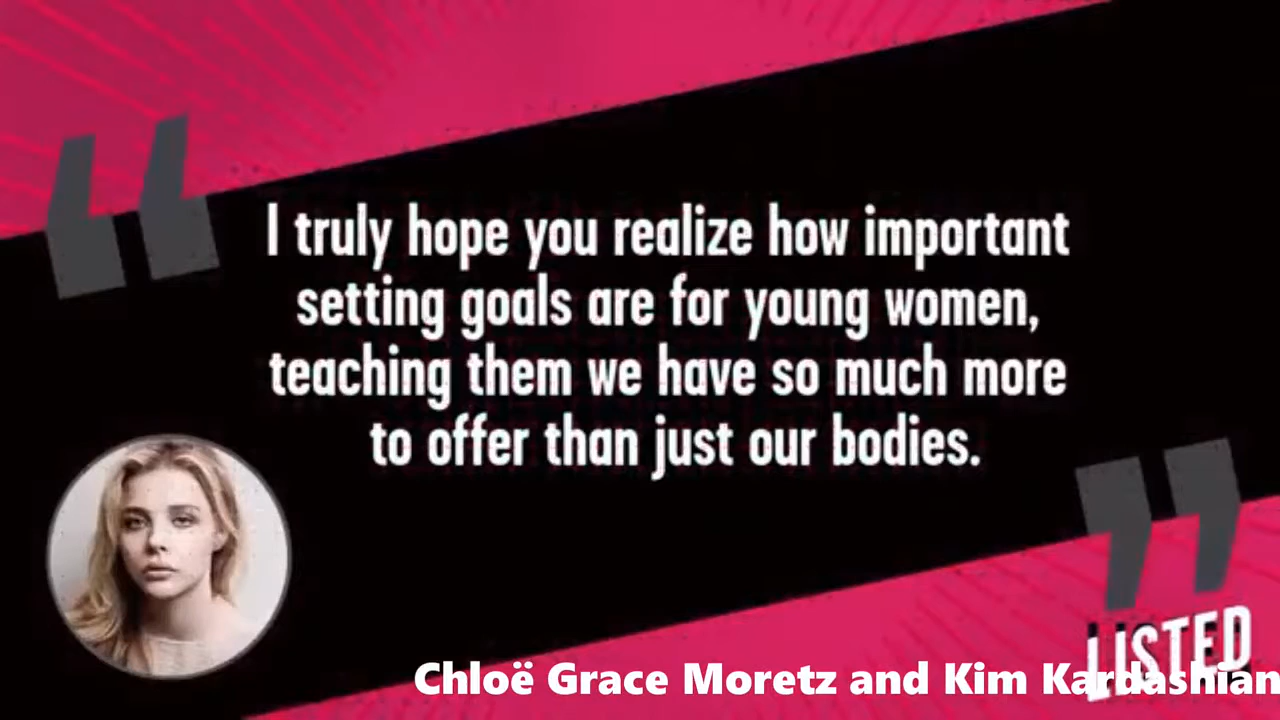 I truly hope you realize how important
setting goals are for young women,
teaching them we have so much more
to offer than just our bodies.
LISTED
Chloë Grace Moretz and Kim Kardashian